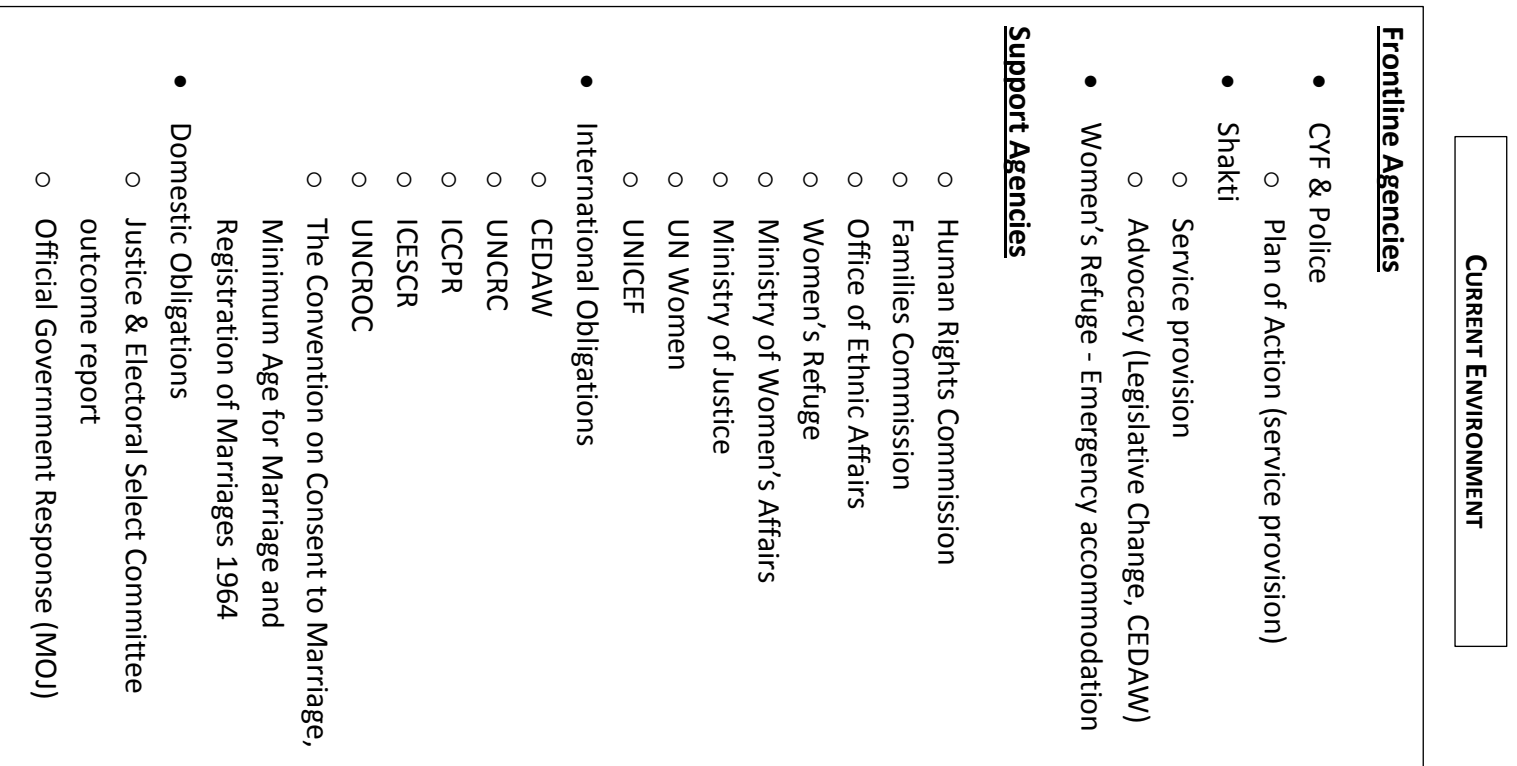 CURRENT ENVIRONMENT
Frontline Agencies
• CYF & Police
○ Plan of Action (service provision)
• Shakti
○ Service provision
○ Advocacy (Legislative Change, CEDAW)
• Women’s Refuge - Emergency accommodation
Support Agencies
○ Human Rights Commission
○ Families Commission
○ Office of Ethnic Affairs
○ Women’s Refuge
○ Ministry of Women’s Affairs
○ Ministry of Justice
○ UN Women
○ UNICEF
• International Obligations
○ CEDAW
○ UNCRC
○ ICCPR
○ ICESCR
○ UNCROC
○ The Convention on Consent to Marriage,
Minimum Age for Marriage and
Registration of Marriages 1964
• Domestic Obligations
○ Justice & Electoral Select Committee
outcome report
○ Official Government Response (MOJ)